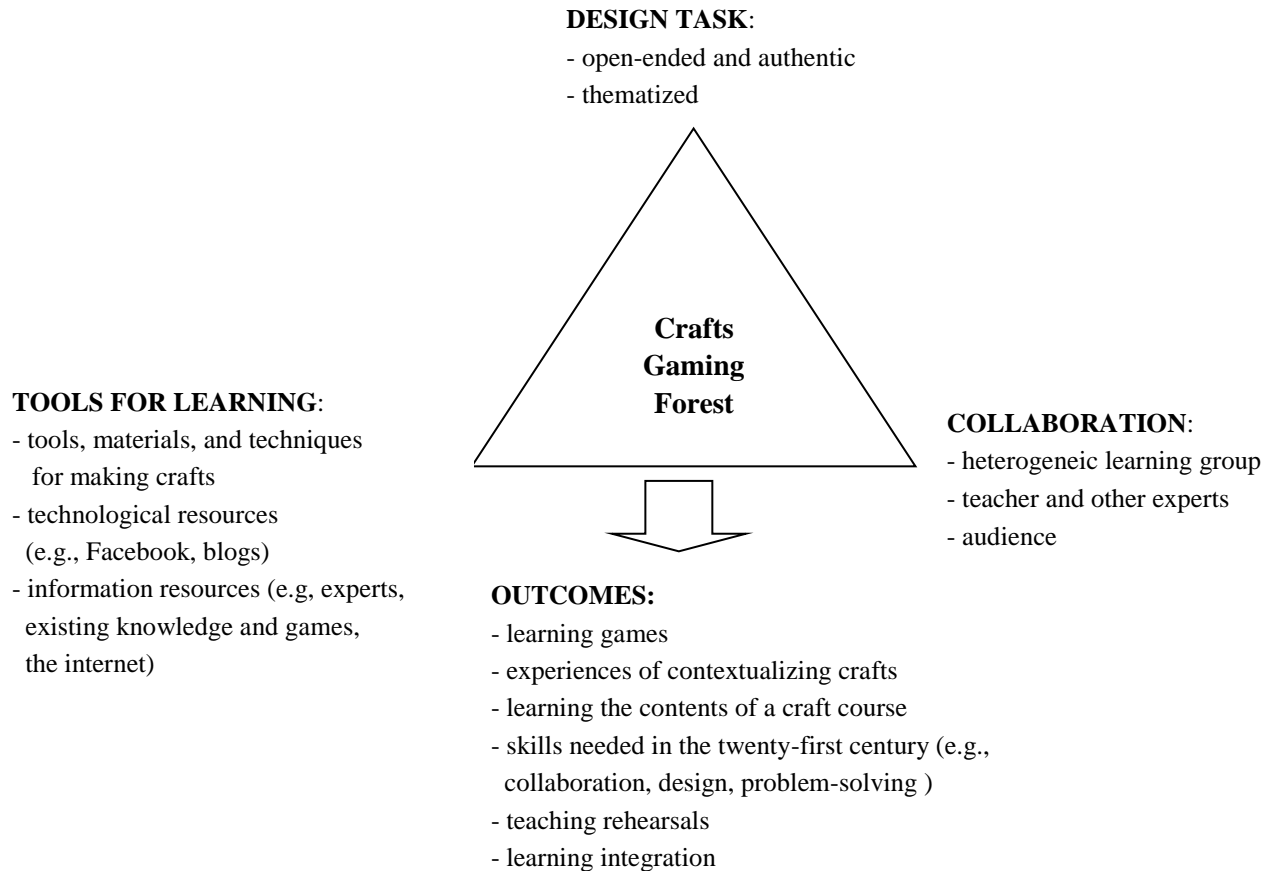 DESIGN TASK:
- open-ended and authentic
- thematized
Crafts
Gaming
Forest
TOOLS FOR LEARNING:
- tools, materials, and techniques
for making crafts
- technological resources
(e.g., Facebook, blogs)
- information resources (e.g, experts,
existing knowledge and games,
the internet)
COLLABORATION:
- heterogeneic learning group
- teacher and other experts
- audience
OUTCOMES:
- learning games
- experiences of contextualizing crafts
- learning the contents of a craft course
- skills needed in the twenty-first century (e.g.,
collaboration, design, problem-solving )
- teaching rehearsals
- learning integration